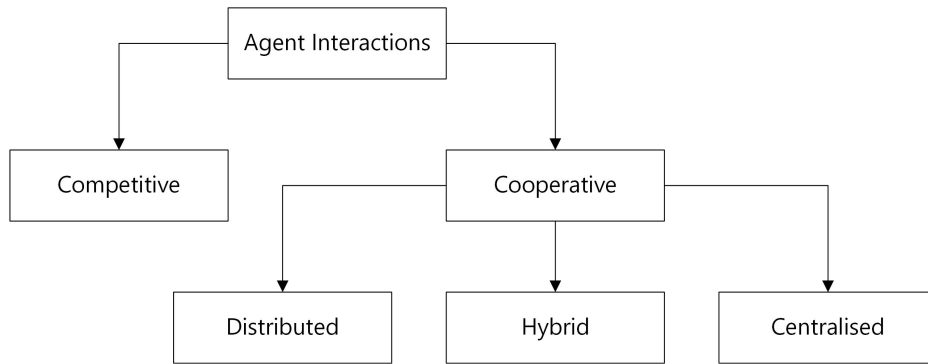 Agent Interactions
Competitive
Cooperative
Distributed
Hybrid
Centralised